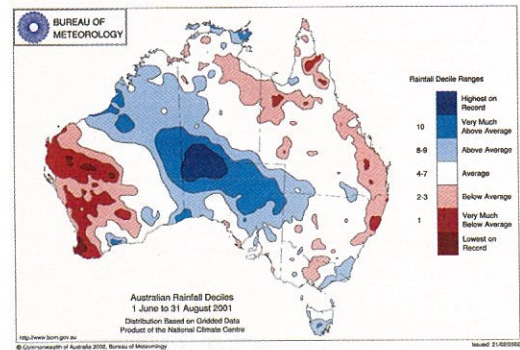 BUREAU OF
METEOROLOGY
Rainfall Decile Ranges
Highest on
Record
10
Very Much
Above Average
8-9
Above Average
4-7
Average
2-3
Below Average
1
Very Much
Below Average
Lowest on
Record
Australian Rainfall Deciles
1 June to 31 August 2001
Distribution Based on Gridded Data
Product of the National Climate Centre
http://www.bom.gov.au
© Commonwealth of Australia 2002, Bureau of Meteorology
Issued: 21/02/2002